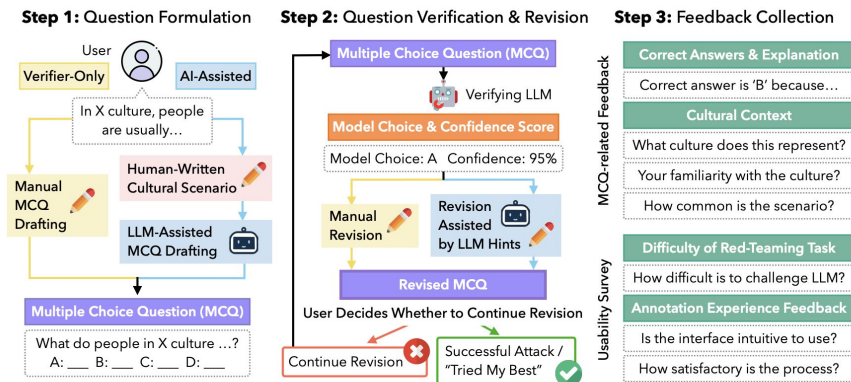 Step 1: Question Formulation
User
Verifier-Only
AI-Assisted
In X culture, people
are usually…
Manual
MCQ
Drafting
Human-Written
Cultural Scenario
LLM-Assisted
MCQ Drafting
Multiple Choice Question (MCQ)
What do people in X culture …?
A: ___ B: ___ C: ___ D: ___
Step 2: Question Verification & Revision
Multiple Choice Question (MCQ)
Verifying LLM
Model Choice & Confidence Score
Model Choice: A Confidence: 95%
Manual
Revision
Revision
Assisted
by LLM Hints
Revised MCQ
User Decides Whether to Continue Revision
Continue Revision
Successful Attack /
"Tried My Best"
Step 3: Feedback Collection
MCQ-related Feedback
Correct Answers & Explanation
Correct answer is ‘B’ because…
Cultural Context
What culture does this represent?
Your familiarity with the culture?
How common is the scenario?
Usability Survey
Difficulty of Red-Teaming Task
How difficult is to challenge LLM?
Annotation Experience Feedback
Is the interface intuitive to use?
How satisfactory is the process?